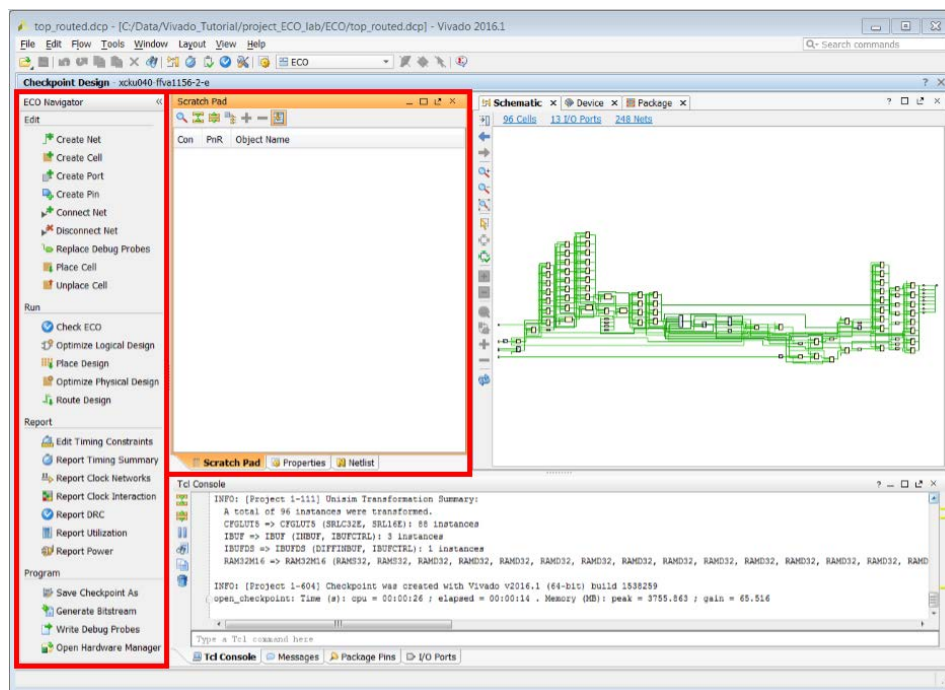 top_routed.dcp - [C:/Data/Vivado_Tutorial/project_ECO_lab/ECO/top_routed.dcp] - Vivado 2016.1
File Edit Flow Tools Window Layout View Help
Search commands
ECO
Checkpoint Design - xcku040-ffva1156-2-e
ECO Navigator
Edit
Create Net
Create Cell
Create Port
Create Pin
Connect Net
Disconnect Net
Replace Debug Probes
Place Cell
Unplace Cell
Run
Check ECO
Optimize Logical Design
Place Design
Optimize Physical Design
Route Design
Report
Edit Timing Constraints
Report Timing Summary
Report Clock Networks
Report Clock Interaction
Report DRC
Report Utilization
Report Power
Program
Save Checkpoint As
Generate Bitstream
Write Debug Probes
Open Hardware Manager
Scratch Pad
Con PnR Object Name
Scratch Pad Properties Netlist
Schematic Device Package
96 Cells 13 I/O Ports 248 Nets
Tcl Console
INFO: [Project 1-111] Unisim Transformation Summary:
A total of 96 instances were transformed.
CFGLUT5 => CFGLUT5 (SRLC32E, SRL16E): 88 instances
IBUF => IBUF (INBUF, IBUFCTRL): 3 instances
IBUFDS => IBUFDS (DIFFINBUF, IBUFCTRL): 1 instances
RAM32M16 => RAM32M16 (RAMS32, RAMS32, RAMD32, RAMD32, RAMD32, RAMD32, RAMD32, RAMD32, RAMD32, RAMD32, RAMD32, RAMD32, RAMD
INFO: [Project 1-604] Checkpoint was created with Vivado v2016.1 (64-bit) build 1538259
open_checkpoint: Time (s): cpu = 00:00:26 ; elapsed = 00:00:14 . Memory (MB): peak = 3755.863 ; gain = 65.516
Type a Tcl command here
Tcl Console Messages Package Pins I/O Ports